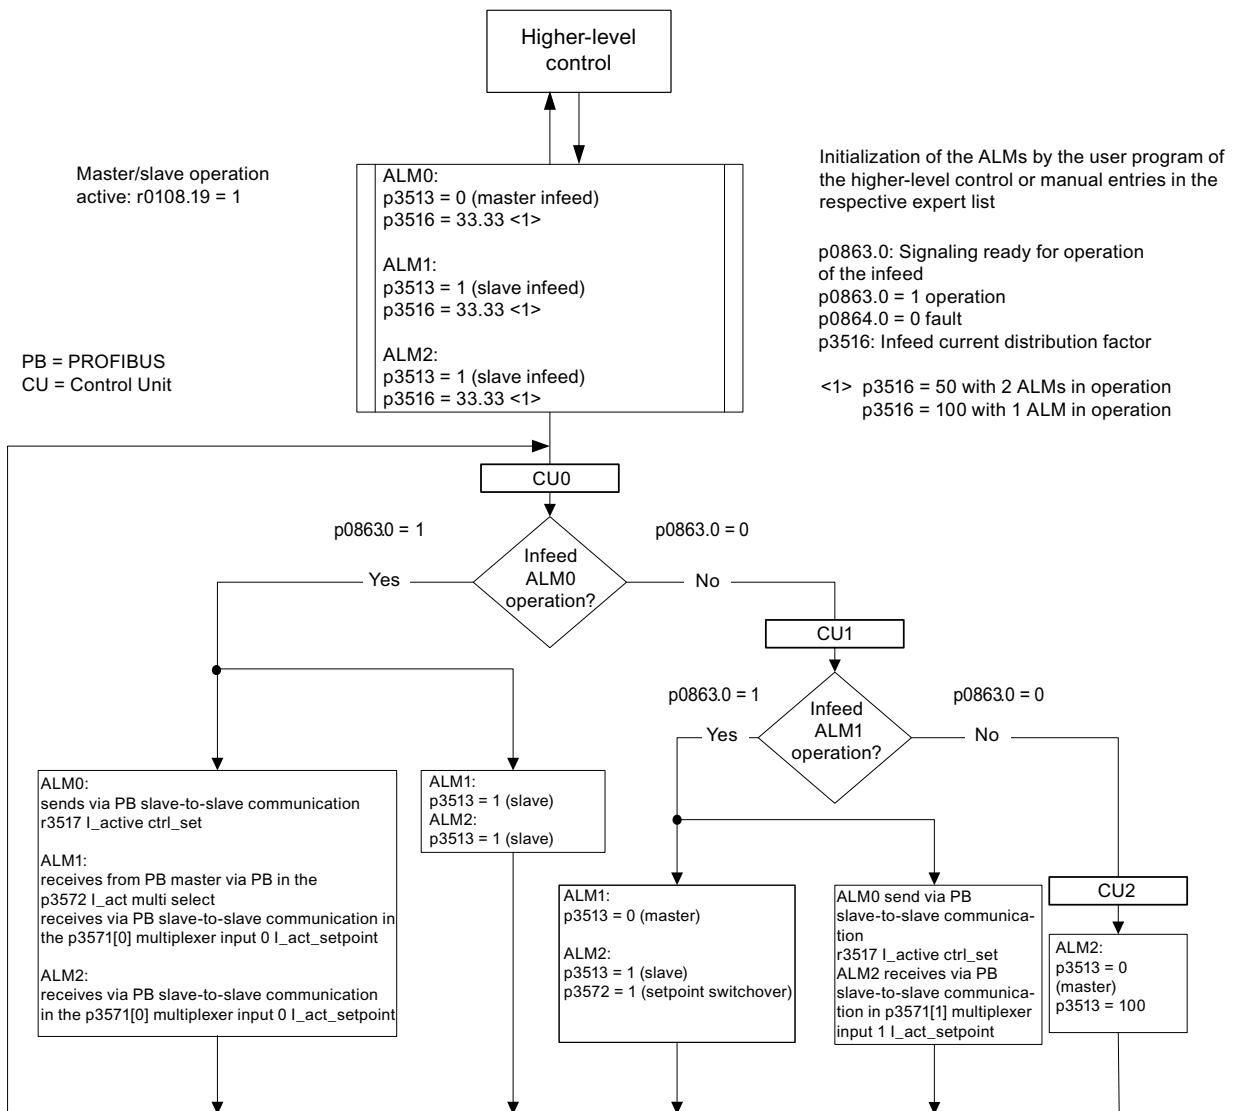 Higher-level
control
Master/slave operation
active: r0108.19 = 1
ALM0:
p3513 = 0 (master infeed)
p3516 = 33.33 <1>
ALM1:
p3513 = 1 (slave infeed)
p3516 = 33.33 <1>
ALM2:
p3513 = 1 (slave infeed)
p3516 = 33.33 <1>
Initialization of the ALMs by the user program of
the higher-level control or manual entries in the
respective expert list
p0863.0: Signaling ready for operation
of the infeed
p0863.0 = 1 operation
p0864.0 = 0 fault
p3516: Infeed current distribution factor
<1> p3516 = 50 with 2 ALMs in operation
p3516 = 100 with 1 ALM in operation
PB = PROFIBUS
CU = Control Unit
CU0
p0863.0 = 1
p0863.0 = 0
Infeed
ALM0
operation?
Yes
No
CU1
p0863.0 = 1
p0863.0 = 0
Infeed
ALM1
operation?
Yes
No
ALM0:
sends via PB slave-to-slave communication
r3517 I_active ctrl_set
ALM1:
receives from PB master via PB in the
p3572 I_act multi select
receives via PB slave-to-slave communication in
the p3571[0] multiplexer input 0 I_act_setpoint
ALM2:
receives via PB slave-to-slave communication
in the p3571[0] multiplexer input 0 I_act_setpoint
ALM1:
p3513 = 1 (slave)
ALM2:
p3513 = 1 (slave)
ALM1:
p3513 = 0 (master)
ALM2:
p3513 = 1 (slave)
p3572 = 1 (setpoint switchover)
ALM0 send via PB
slave-to-slave communica-
tion
r3517 I_active ctrl_set
ALM2 receives via PB
slave-to-slave communica-
tion in p3571[1] multiplexer
input 1 I_act_setpoint
CU2
ALM2:
p3513 = 0
(master)
p3513 = 100